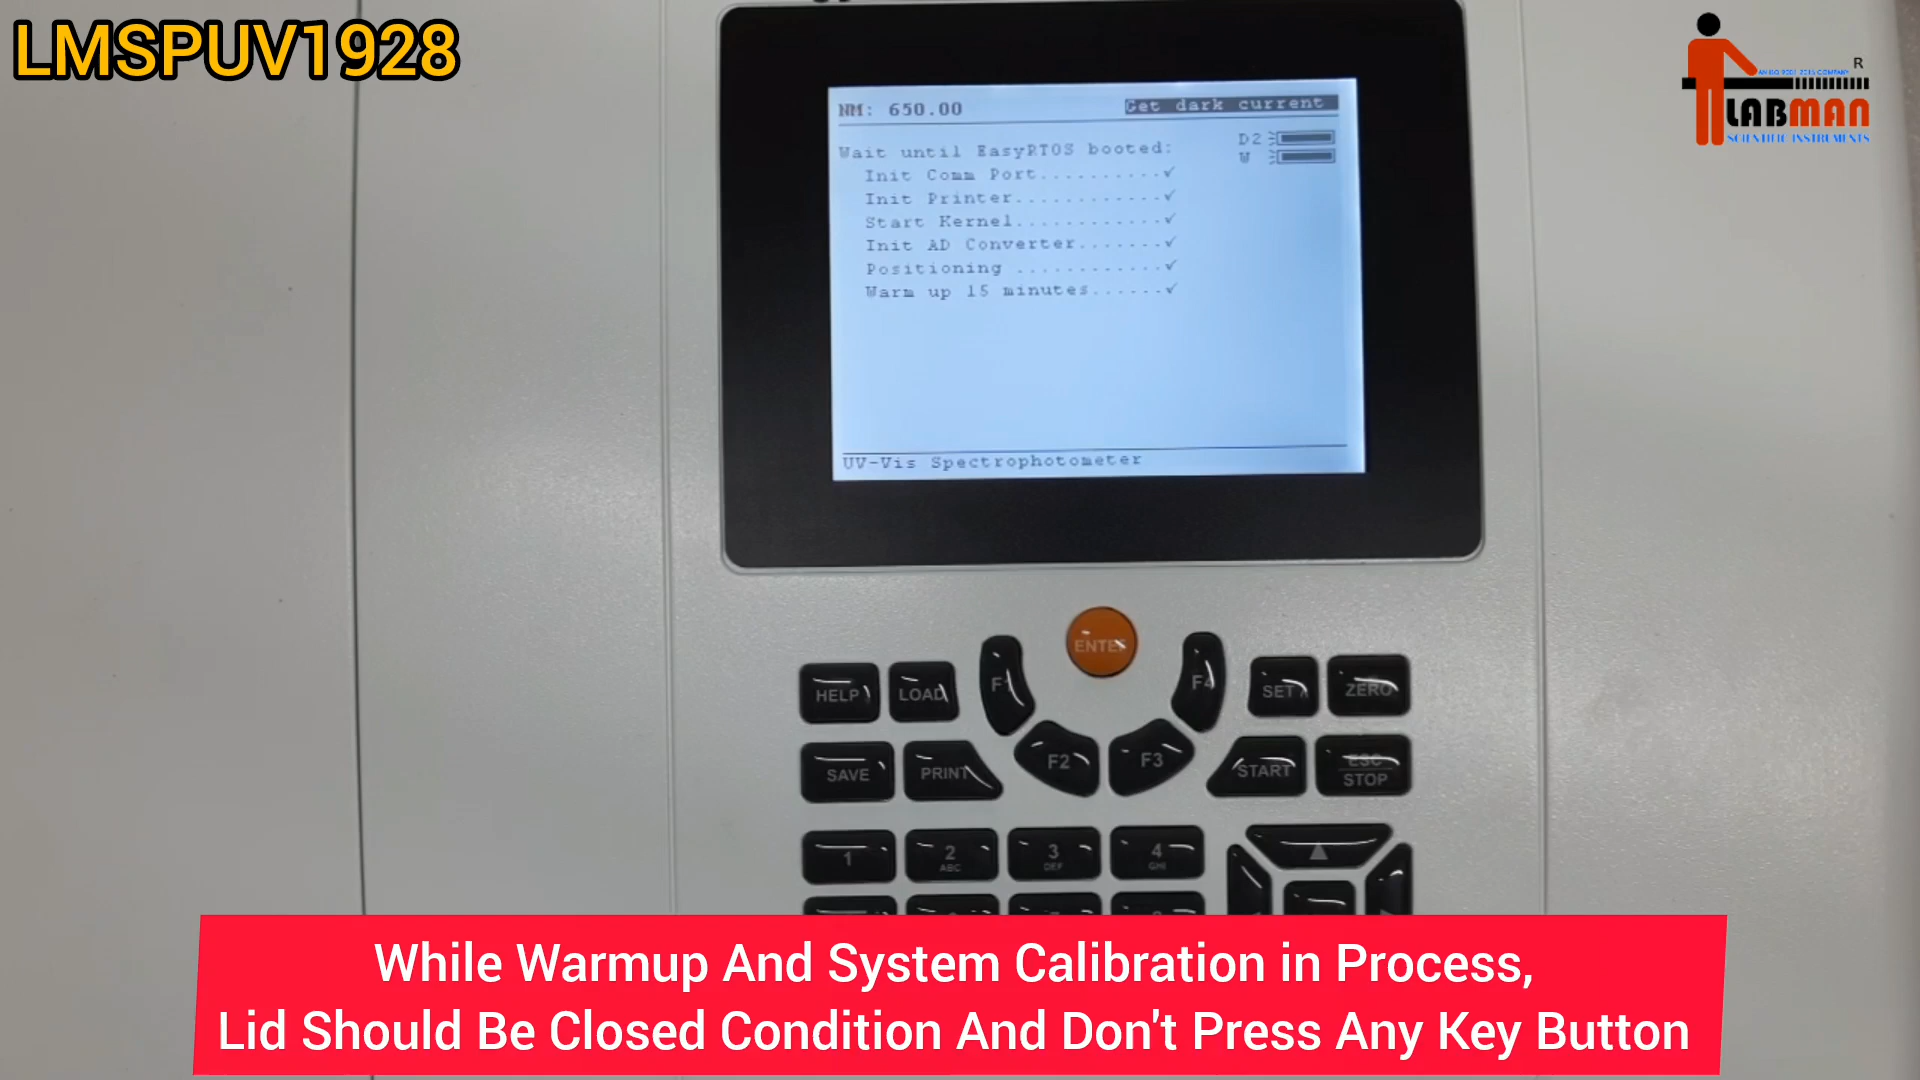 LMSPUV1928
R
LABMAN
SCIENTIFIC INSTRUMENTS
NM: 650.00
Get dark current
D2
W
Wait until EasyRTOS booted:
Init Comm Port..........✓
Init Printer............✓
Start Kernel............✓
Init AD Converter.......✓
Positioning ............✓
Warm up 15 minutes......✓
UV-Vis Spectrophotometer
ENTER
HELP
LOAD
F1
F4
SET λ
ZERO
SAVE
PRINT
F2
F3
START
ESC
STOP
1
2
ABC
3
DEF
4
GHI
▲
While Warmup And System Calibration in Process,
Lid Should Be Closed Condition And Don't Press Any Key Button